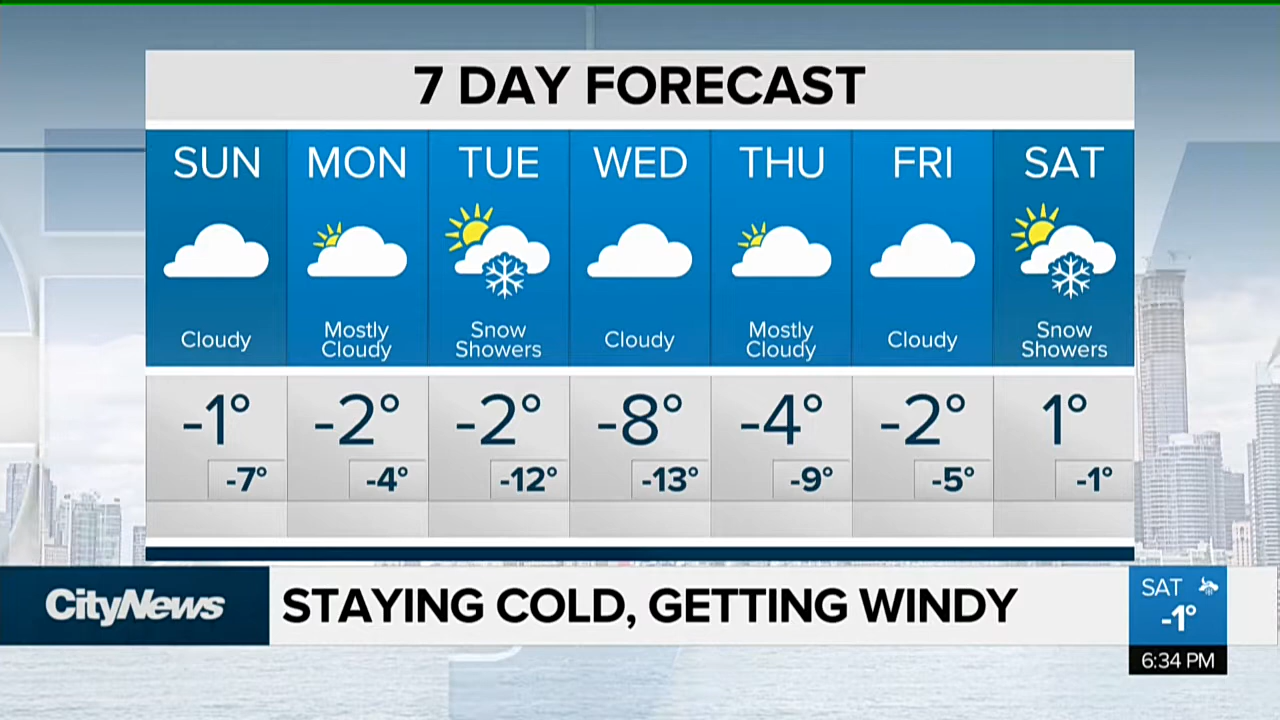 7 DAY FORECAST
SUN MON TUE WED THU FRI SAT
Cloudy
Mostly
Cloudy
Snow
Showers
Cloudy
Mostly
Cloudy
Cloudy
Snow
Showers
-1° -2° -2° -8° -4° -2° 1°
-7° -4° -12° -13° -9° -5° -1°
CityNews
STAYING COLD, GETTING WINDY
SAT
-1°
6:34 PM